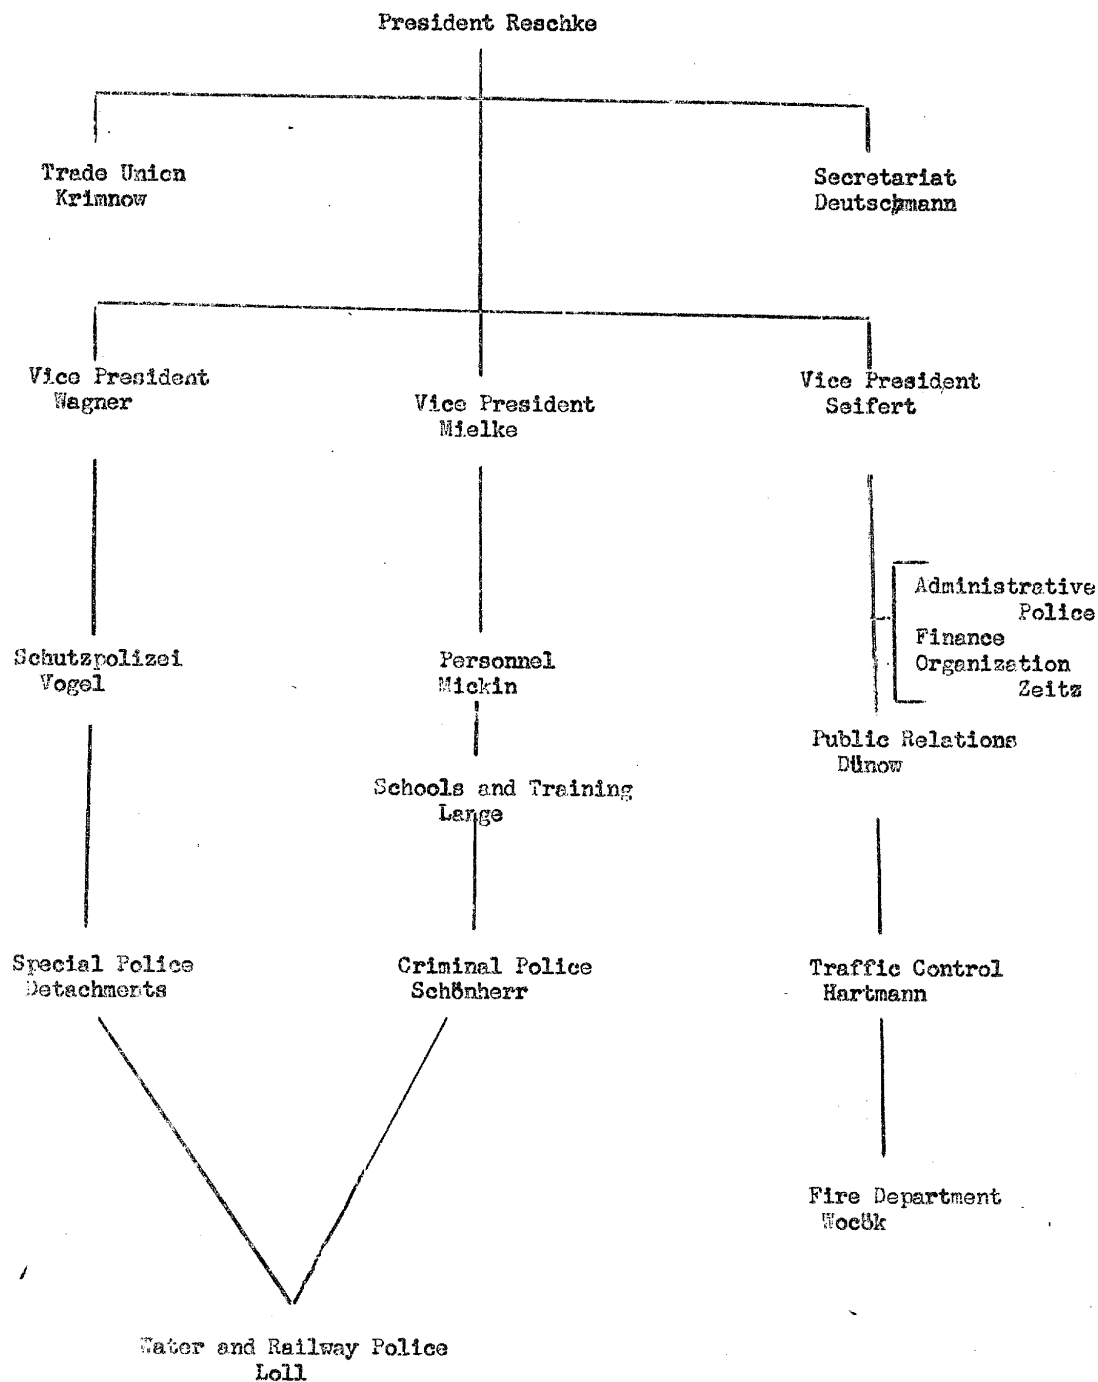 President Reschke
Trade Union
Krimnow
Secretariat
Deutschmann
Vice President
Wagner
Vice President
Mielke
Vice President
Seifert
Administrative
Police
Finance
Organization
Zeitz
Schutzpolizei
Vogel
Personnel
Mickin
Public Relations
Dünow
Schools and Training
Lange
Special Police
Detachments
Criminal Police
Schönherr
Traffic Control
Hartmann
Fire Department
Wocök
Water and Railway Police
Loll